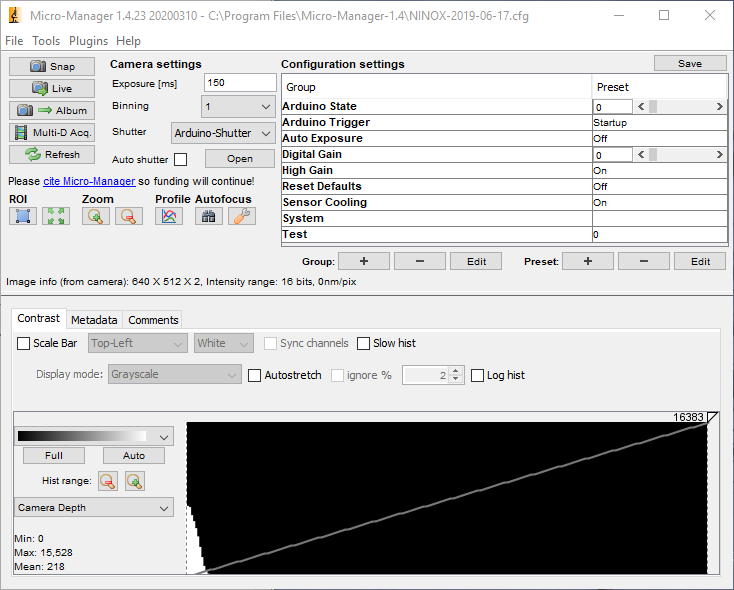 Micro-Manager 1.4.23 20200310 - C:\Program Files\Micro-Manager-1.4\NINOX-2019-06-17.cfg
File Tools Plugins Help
Snap
Live
Album
Multi-D Acq.
Refresh
Camera settings
Exposure [ms] 150
Binning 1
Shutter Arduino-Shutter
Auto shutter Open
Please cite Micro-Manager so funding will continue!
ROI Zoom Profile Autofocus
Configuration settings Save
Group Preset
Arduino State 0
Arduino Trigger Startup
Auto Exposure Off
Digital Gain 0
High Gain On
Reset Defaults Off
Sensor Cooling On
System
Test 0
Group: + − Edit Preset: + − Edit
Image info (from camera): 640 X 512 X 2, Intensity range: 16 bits, 0nm/pix
Contrast Metadata Comments
Scale Bar Top-Left White Sync channels Slow hist
Display mode: Grayscale Autostretch ignore % 2 Log hist
16383
Full Auto
Hist range:
Camera Depth
Min: 0
Max: 15,528
Mean: 218